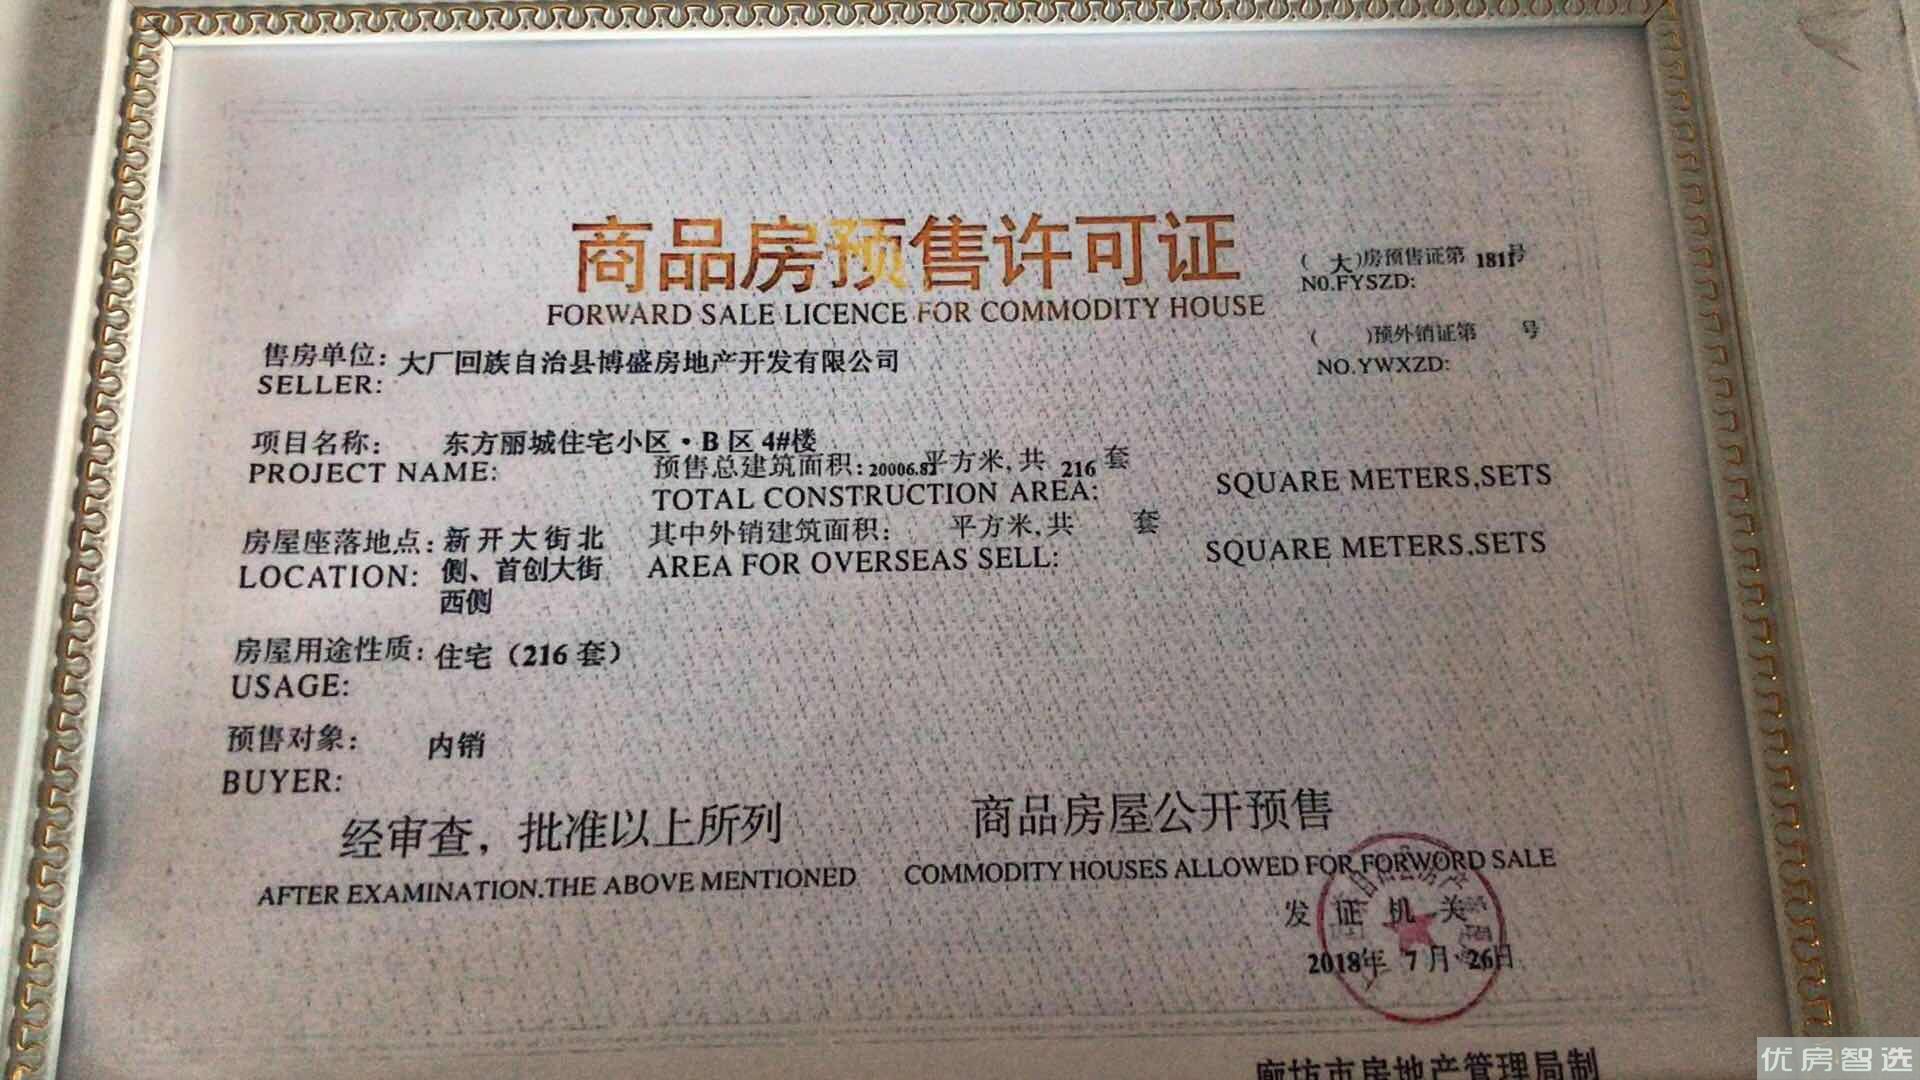 商品房预售许可证
FORWARD SALE LICENCE FOR COMMODITY HOUSE
(大)房预售证第1811号
NO.FYSZD:
( )预外销证第 号
NO.YWXZD:
售房单位: 大厂回族自治县博盛房地产开发有限公司
SELLER:
项目名称: 东方丽城住宅小区·B区4#楼
PROJECT NAME:
预售总建筑面积:20006.82平方米,共 216 套
TOTAL CONSTRUCTION AREA: SQUARE METERS,SETS
房屋座落地点: 新开大街北
LOCATION: 侧、首创大街
西侧
其中外销建筑面积: 平方米,共 套
AREA FOR OVERSEAS SELL: SQUARE METERS.SETS
房屋用途性质: 住宅（216套）
USAGE:
预售对象: 内销
BUYER:
经审查，批准以上所列 商品房屋公开预售
AFTER EXAMINATION.THE ABOVE MENTIONED COMMODITY HOUSES ALLOWED FOR FORWORD SALE
发证机关
2018年 7月 26日
廊坊市房地产管理局制
优房智选